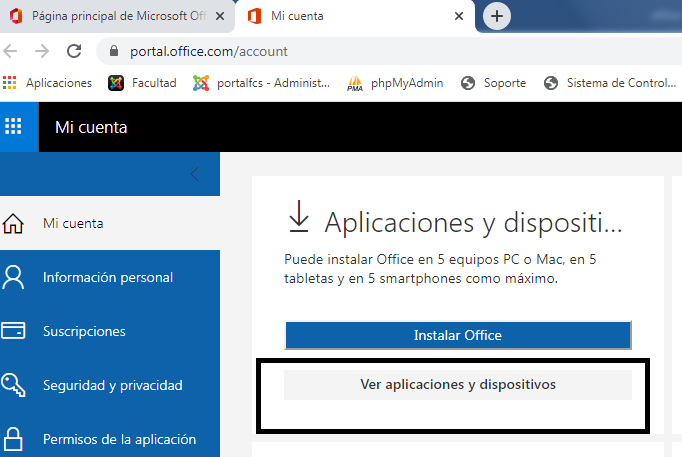 Página principal de Microsoft Off
Mi cuenta
portal.office.com/account
Aplicaciones
Facultad
portalfcs - Administ...
PMA
phpMyAdmin
Soporte
Sistema de Control...
Mi cuenta
Mi cuenta
Información personal
Suscripciones
Seguridad y privacidad
Permisos de la aplicación
Aplicaciones y dispositi...
Puede instalar Office en 5 equipos PC o Mac, en 5
tabletas y en 5 smartphones como máximo.
Instalar Office
Ver aplicaciones y dispositivos